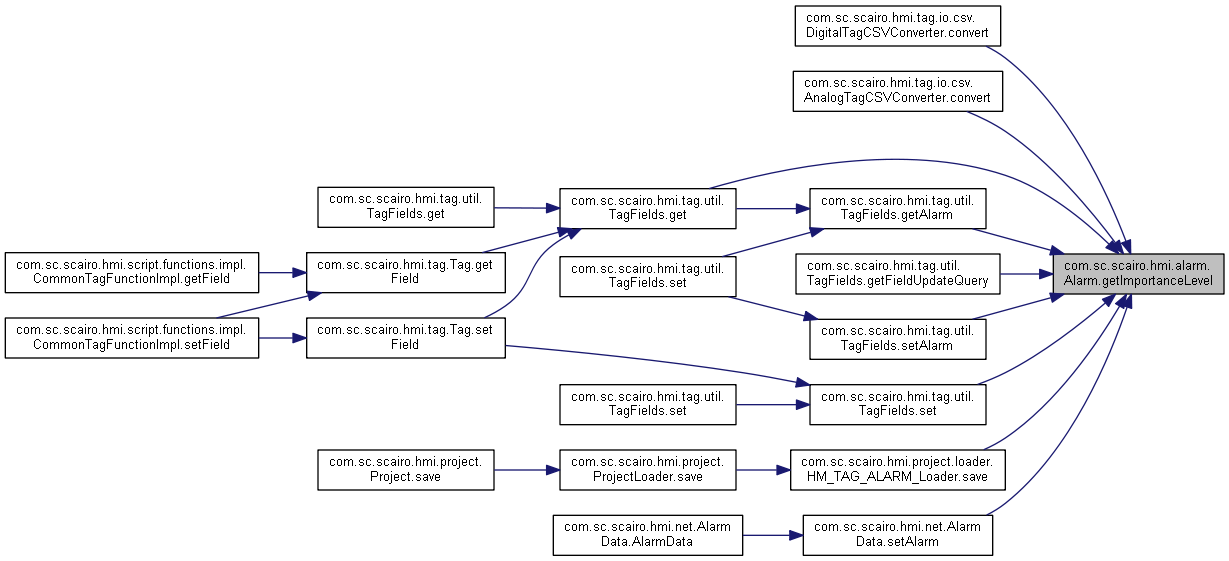 com.sc.scairo.hmi.tag.io.csv.
DigitalTagCSVConverter.convert
com.sc.scairo.hmi.tag.io.csv.
AnalogTagCSVConverter.convert
com.sc.scairo.hmi.tag.util.
TagFields.get
com.sc.scairo.hmi.tag.util.
TagFields.get
com.sc.scairo.hmi.tag.util.
TagFields.getAlarm
com.sc.scairo.hmi.script.functions.impl.
CommonTagFunctionImpl.getField
com.sc.scairo.hmi.tag.Tag.get
Field
com.sc.scairo.hmi.tag.util.
TagFields.set
com.sc.scairo.hmi.tag.util.
TagFields.getFieldUpdateQuery
com.sc.scairo.hmi.alarm.
Alarm.getImportanceLevel
com.sc.scairo.hmi.script.functions.impl.
CommonTagFunctionImpl.setField
com.sc.scairo.hmi.tag.Tag.set
Field
com.sc.scairo.hmi.tag.util.
TagFields.setAlarm
com.sc.scairo.hmi.tag.util.
TagFields.set
com.sc.scairo.hmi.tag.util.
TagFields.set
com.sc.scairo.hmi.project.
Project.save
com.sc.scairo.hmi.project.
ProjectLoader.save
com.sc.scairo.hmi.project.loader.
HM_TAG_ALARM_Loader.save
com.sc.scairo.hmi.net.Alarm
Data.AlarmData
com.sc.scairo.hmi.net.Alarm
Data.setAlarm